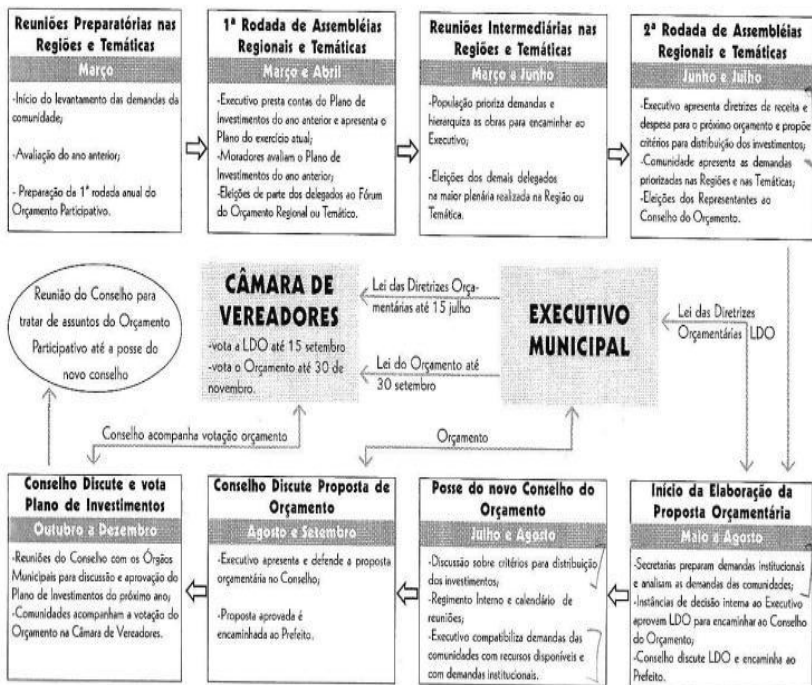 Reuniões Preparatórias nas
Regiões e Temáticas
Março
-Início do levantamento das demandas da
comunidade;
-Avaliação do ano anterior;
- Preparação da 1ª rodada anual do
Orçamento Participativo.
1ª Rodada de Assembléias
Regionais e Temáticas
Março e Abril
-Executivo presta contas do Plano de
Investimentos do ano anterior e apresenta o
Plano do exercício atual;
-Moradores avaliam o Plano de
Investimentos do ano anterior;
-Eleições de parte dos delegados ao Fórum
do Orçamento Regional ou Temático.
Reuniões Intermediárias nas
Regiões e Temáticas
Março e Junho
-População prioriza demandas e
hierarquiza as obras para encaminhar ao
Executivo;
-Eleições dos demais delegados
na maior plenária realizada na Região ou
Temática.
2ª Rodada de Assembléias
Regionais e Temáticas
Junho e Julho
-Executivo apresenta diretrizes de receita e
despesa para o próximo orçamento e propõe
critérios para distribuição dos investimentos;
-Comunidade apresenta as demandas
priorizadas nas Regiões e nas Temáticas;
-Eleições dos Representantes ao
Conselho do Orçamento.
Reunião do Conselho para
tratar de assuntos do Orçamento
Participativo até a posse do
novo conselho
CÂMARA DE
VEREADORES
-vota a LDO até 15 setembro
-vota o Orçamento até 30 de
novembro.
Lei das Diretrizes Orça-
mentárias até 15 julho
Lei do Orçamento até
30 setembro
EXECUTIVO
MUNICIPAL
Lei das Diretrizes
Orçamentárias LDO
Conselho acompanha votação orçamento
Orçamento
Conselho Discute e vota
Plano de Investimentos
Outubro a Dezembro
-Reuniões do Conselho com os Órgãos
Municipais para discussão e aprovação do
Plano de Investimentos do próximo ano;
-Comunidades acompanham a votação do
Orçamento na Câmara de Vereadores.
Conselho Discute Proposta de
Orçamento
Agosto e Setembro
-Executivo apresenta e defende a proposta
orçamentária no Conselho;
-Proposta aprovada é
encaminhada ao Prefeito.
Posse do novo Conselho do
Orçamento
Julho e Agosto
-Discussão sobre critérios para distribuição
dos investimentos;
-Regimento Interno e calendário de
reuniões;
-Executivo compatibiliza demandas das
comunidades com recursos disponíveis e
com demandas institucionais.
Início da Elaboração da
Proposta Orçamentária
Maio a Agosto
-Secretarias preparam demandas institucionais
e analisam as demandas das comunidades;
-Instâncias de decisão interna ao Executivo
aprovam LDO para encaminhar ao Conselho
do Orçamento;
-Conselho discute LDO e encaminha ao
Prefeito.